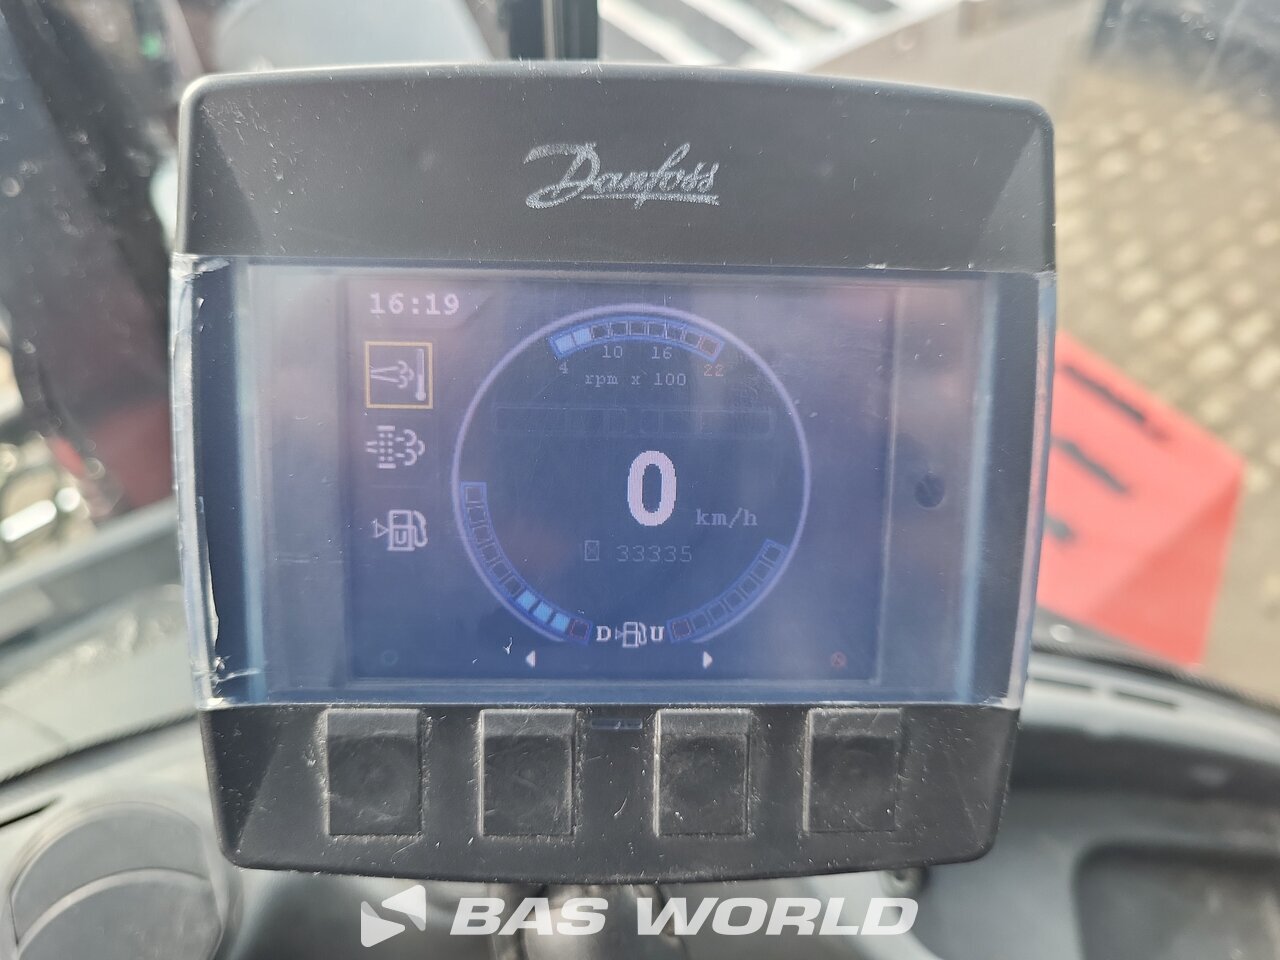 Danfoss
16:19
10 16
4 22
rpm x 100
0 km/h
33335
U
D U
BAS WORLD